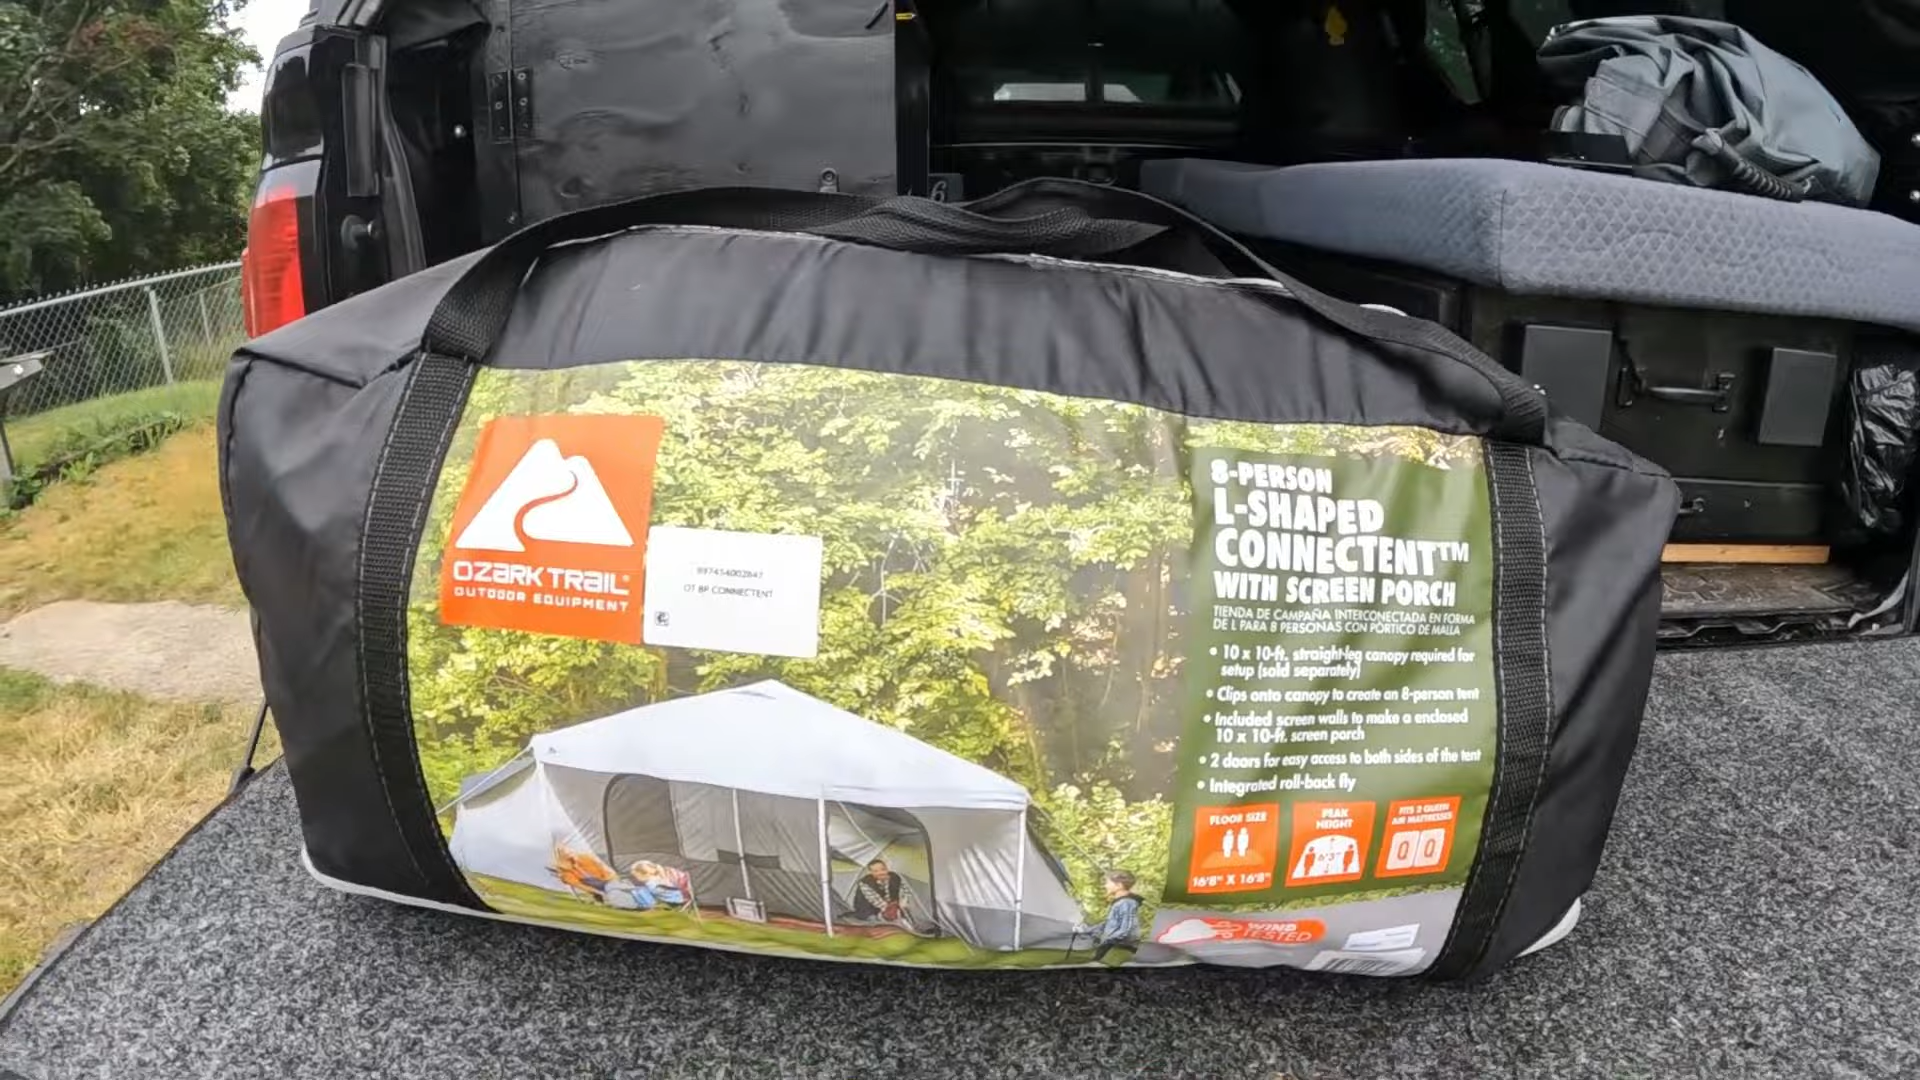 OZARK TRAIL
OUTDOOR EQUIPMENT
OT 8P CONNECTENT
8-PERSON
L-SHAPED
CONNECTENT™
WITH SCREEN PORCH
TIENDA DE CAMPAÑA INTERCONECTADA EN FORMA
DE L PARA 8 PERSONAS CON PÓRTICO DE MALLA
• 10 x 10-ft. straight-leg canopy required for
setup (sold separately)
• Clips onto canopy to create an 8-person tent
• Included screen walls to make a enclosed
10 x 10-ft. screen porch
• 2 doors for easy access to both sides of the tent
• Integrated roll-back fly
FLOOR SIZE
16'8" X 16'8"
PEAK
HEIGHT
6'3"
FITS 2 QUEEN
AIR MATTRESSES
Q Q
WIND
TESTED